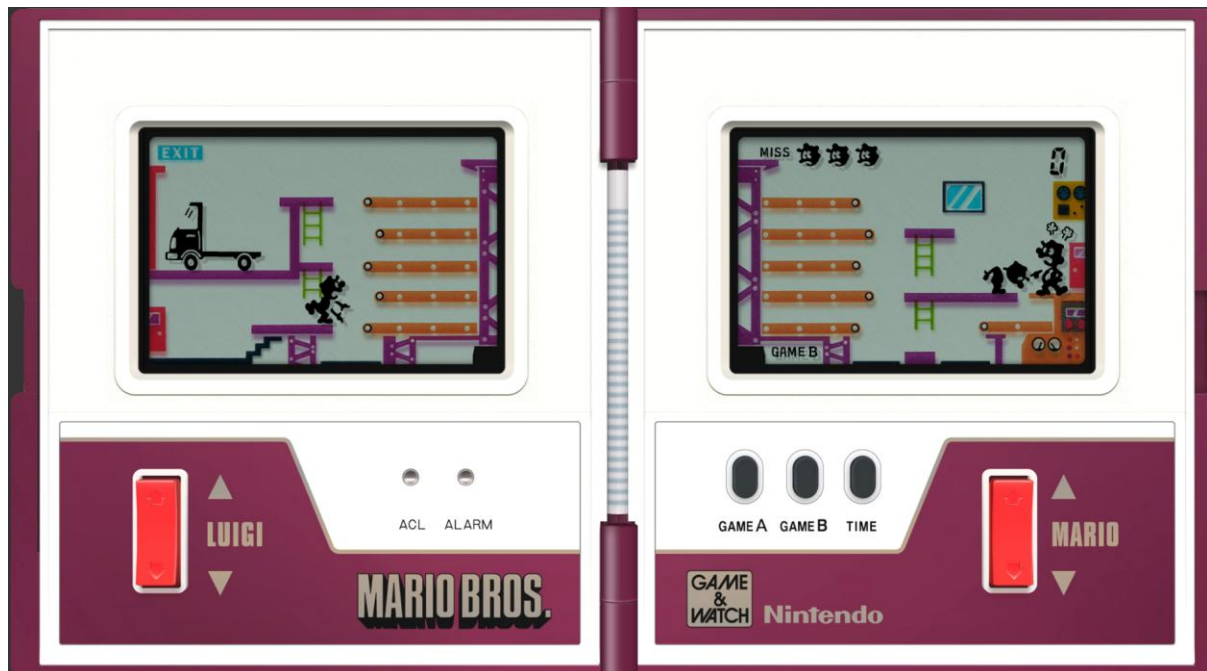 EXIT
MISS
0
GAME B
LUIGI
ACL ALARM
MARIO BROS.
GAME A GAME B TIME
MARIO
GAME
&
WATCH
Nintendo